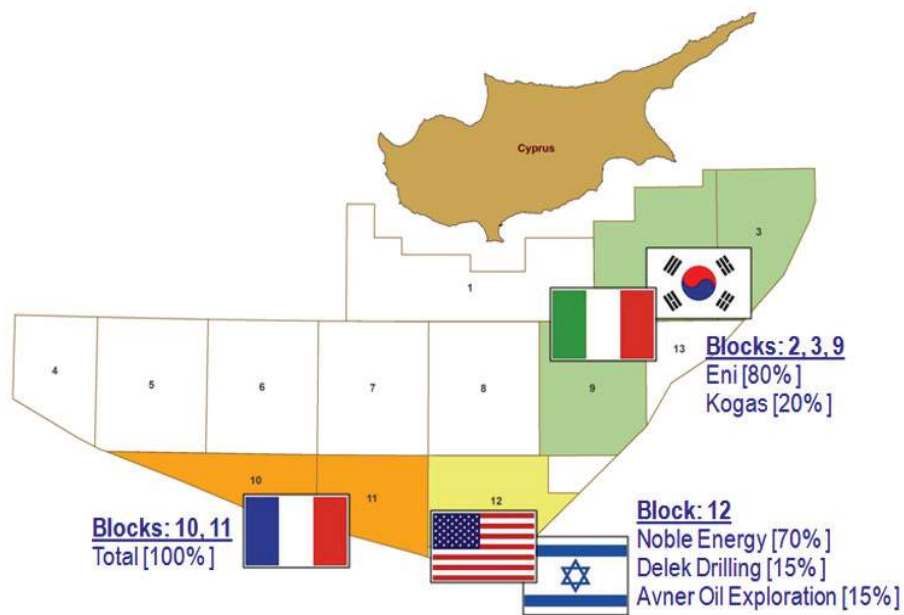 Cyprus
3
1
13
Blocks: 2, 3, 9
Eni [80%]
Kogas [20%]
4
5
6
7
8
9
10
11
12
Blocks: 10, 11
Total [100%]
Block: 12
Noble Energy [70%]
Delek Drilling [15%]
Avner Oil Exploration [15%]